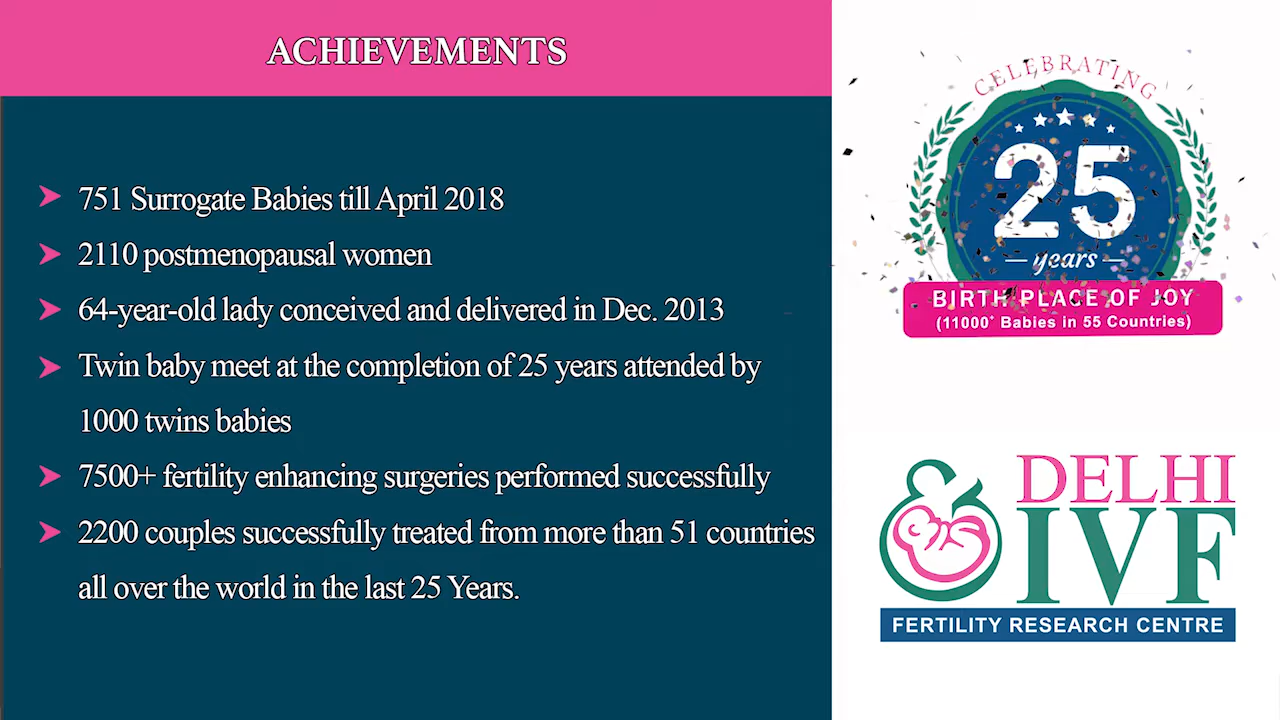 ACHIEVEMENTS
751 Surrogate Babies till April 2018
2110 postmenopausal women
64-year-old lady conceived and delivered in Dec. 2013
Twin baby meet at the completion of 25 years attended by
1000 twins babies
7500+ fertility enhancing surgeries performed successfully
2200 couples successfully treated from more than 51 countries
all over the world in the last 25 Years.
CELEBRATING
25
years
BIRTH PLACE OF JOY
(11000+ Babies in 55 Countries)
DELHI
IVF
FERTILITY RESEARCH CENTRE